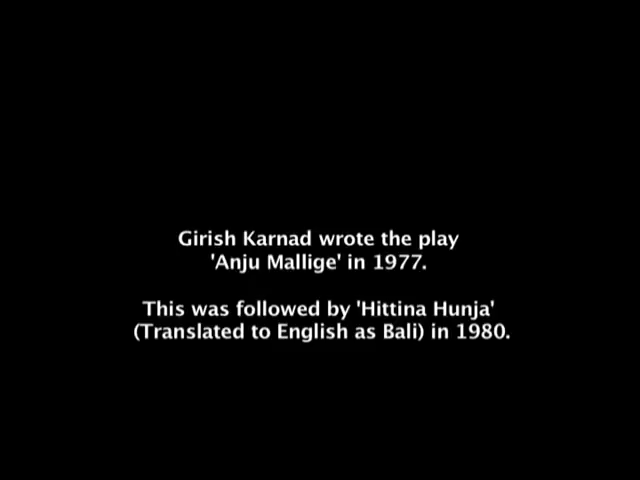 Girish Karnad wrote the play
'Anju Mallige' in 1977.
This was followed by 'Hittina Hunja'
(Translated to English as Bali) in 1980.